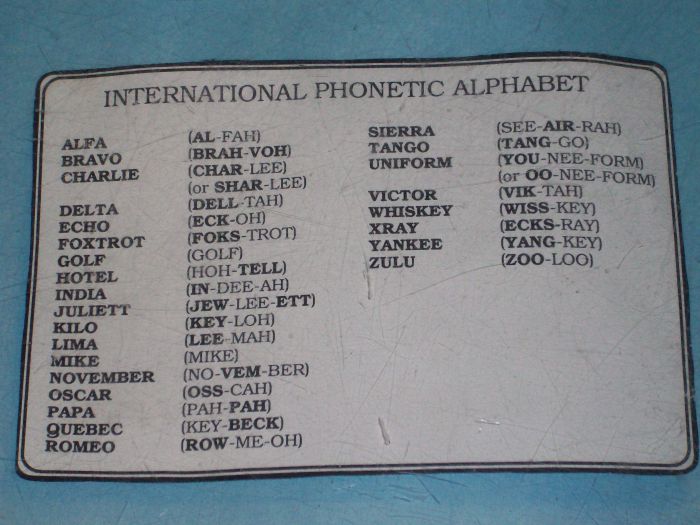 INTERNATIONAL PHONETIC ALPHABET
ALFA (AL-FAH)
BRAVO (BRAH-VOH)
CHARLIE (CHAR-LEE)
(or SHAR-LEE)
DELTA (DELL-TAH)
ECHO (ECK-OH)
FOXTROT (FOKS-TROT)
GOLF (GOLF)
HOTEL (HOH-TELL)
INDIA (IN-DEE-AH)
JULIETT (JEW-LEE-ETT)
KILO (KEY-LOH)
LIMA (LEE-MAH)
MIKE (MIKE)
NOVEMBER (NO-VEM-BER)
OSCAR (OSS-CAH)
PAPA (PAH-PAH)
QUEBEC (KEY-BECK)
ROMEO (ROW-ME-OH)
SIERRA (SEE-AIR-RAH)
TANGO (TANG-GO)
UNIFORM (YOU-NEE-FORM)
(or OO-NEE-FORM)
VICTOR (VIK-TAH)
WHISKEY (WISS-KEY)
XRAY (ECKS-RAY)
YANKEE (YANG-KEY)
ZULU (ZOO-LOO)